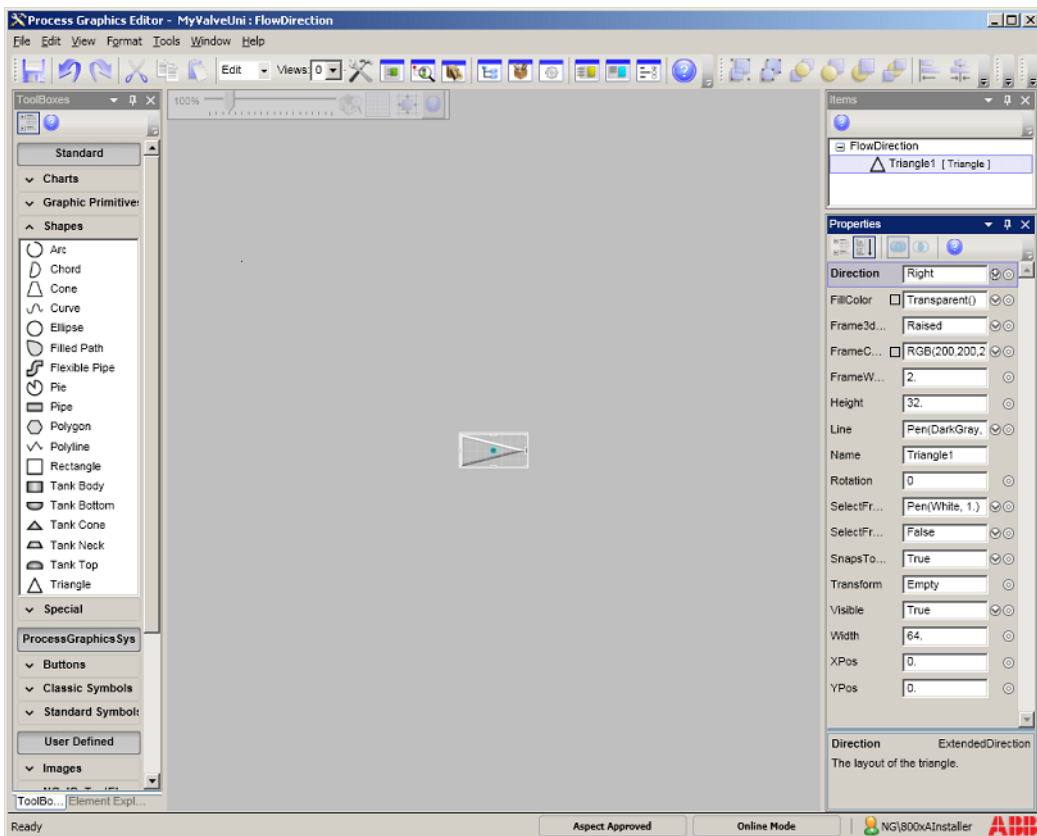 Process Graphics Editor - MyValveUni : FlowDirection
File Edit View Format Tools Window Help
Edit Views: 0
ToolBoxes
100%
Items
Standard
FlowDirection
Triangle1 [ Triangle ]
Charts
Graphic Primitive
Shapes
Arc
Chord
Cone
Curve
Ellipse
Filled Path
Flexible Pipe
Pie
Pipe
Polygon
Polyline
Rectangle
Tank Body
Tank Bottom
Tank Cone
Tank Neck
Tank Top
Triangle
Special
ProcessGraphicsSys
Buttons
Classic Symbols
Standard Symbols
User Defined
Images
ToolBo... Element Expl...
Properties
Direction Right
FillColor Transparent()
Frame3d... Raised
FrameC... RGB(200,200,2
FrameW... 2.
Height 32.
Line Pen(DarkGray,
Name Triangle1
Rotation 0
SelectFr... Pen(White, 1.)
SelectFr... False
SnapsTo... True
Transform Empty
Visible True
Width 64.
XPos 0.
YPos 0.
Direction ExtendedDirection
The layout of the triangle.
Ready Aspect Approved Online Mode NG\800xAInstaller ABB